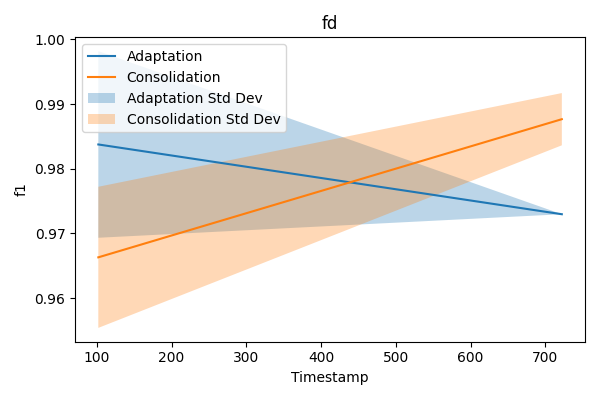 fd
1.00
0.99
0.98
0.97
0.96
f1
Adaptation
Consolidation
Adaptation Std Dev
Consolidation Std Dev
100 200 300 400 500 600 700
Timestamp